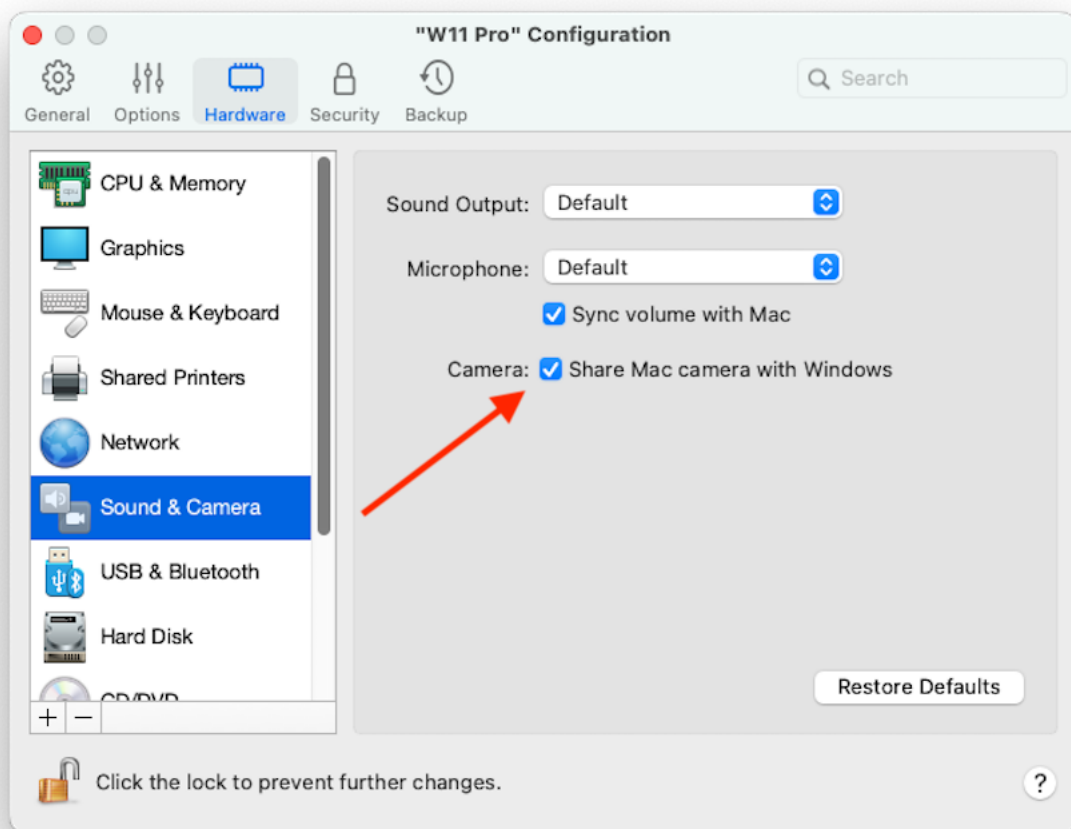 "W11 Pro" Configuration
General Options Hardware Security Backup
Search
CPU & Memory
Graphics
Mouse & Keyboard
Shared Printers
Network
Sound & Camera
USB & Bluetooth
Hard Disk
CD/DVD
Sound Output: Default
Microphone: Default
Sync volume with Mac
Camera: Share Mac camera with Windows
Restore Defaults
Click the lock to prevent further changes.
?